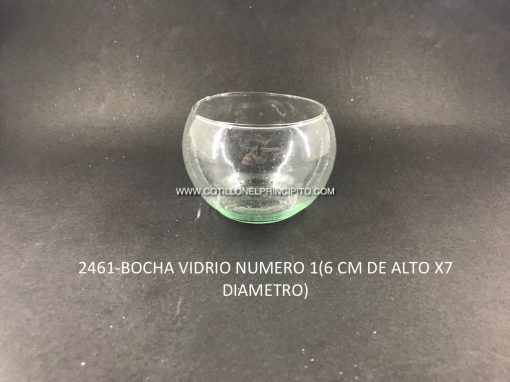 WWW.COTILLONELPRINCIPITO.COM
2461-BOCHA VIDRIO NUMERO 1(6 CM DE ALTO X7
DIAMETRO)